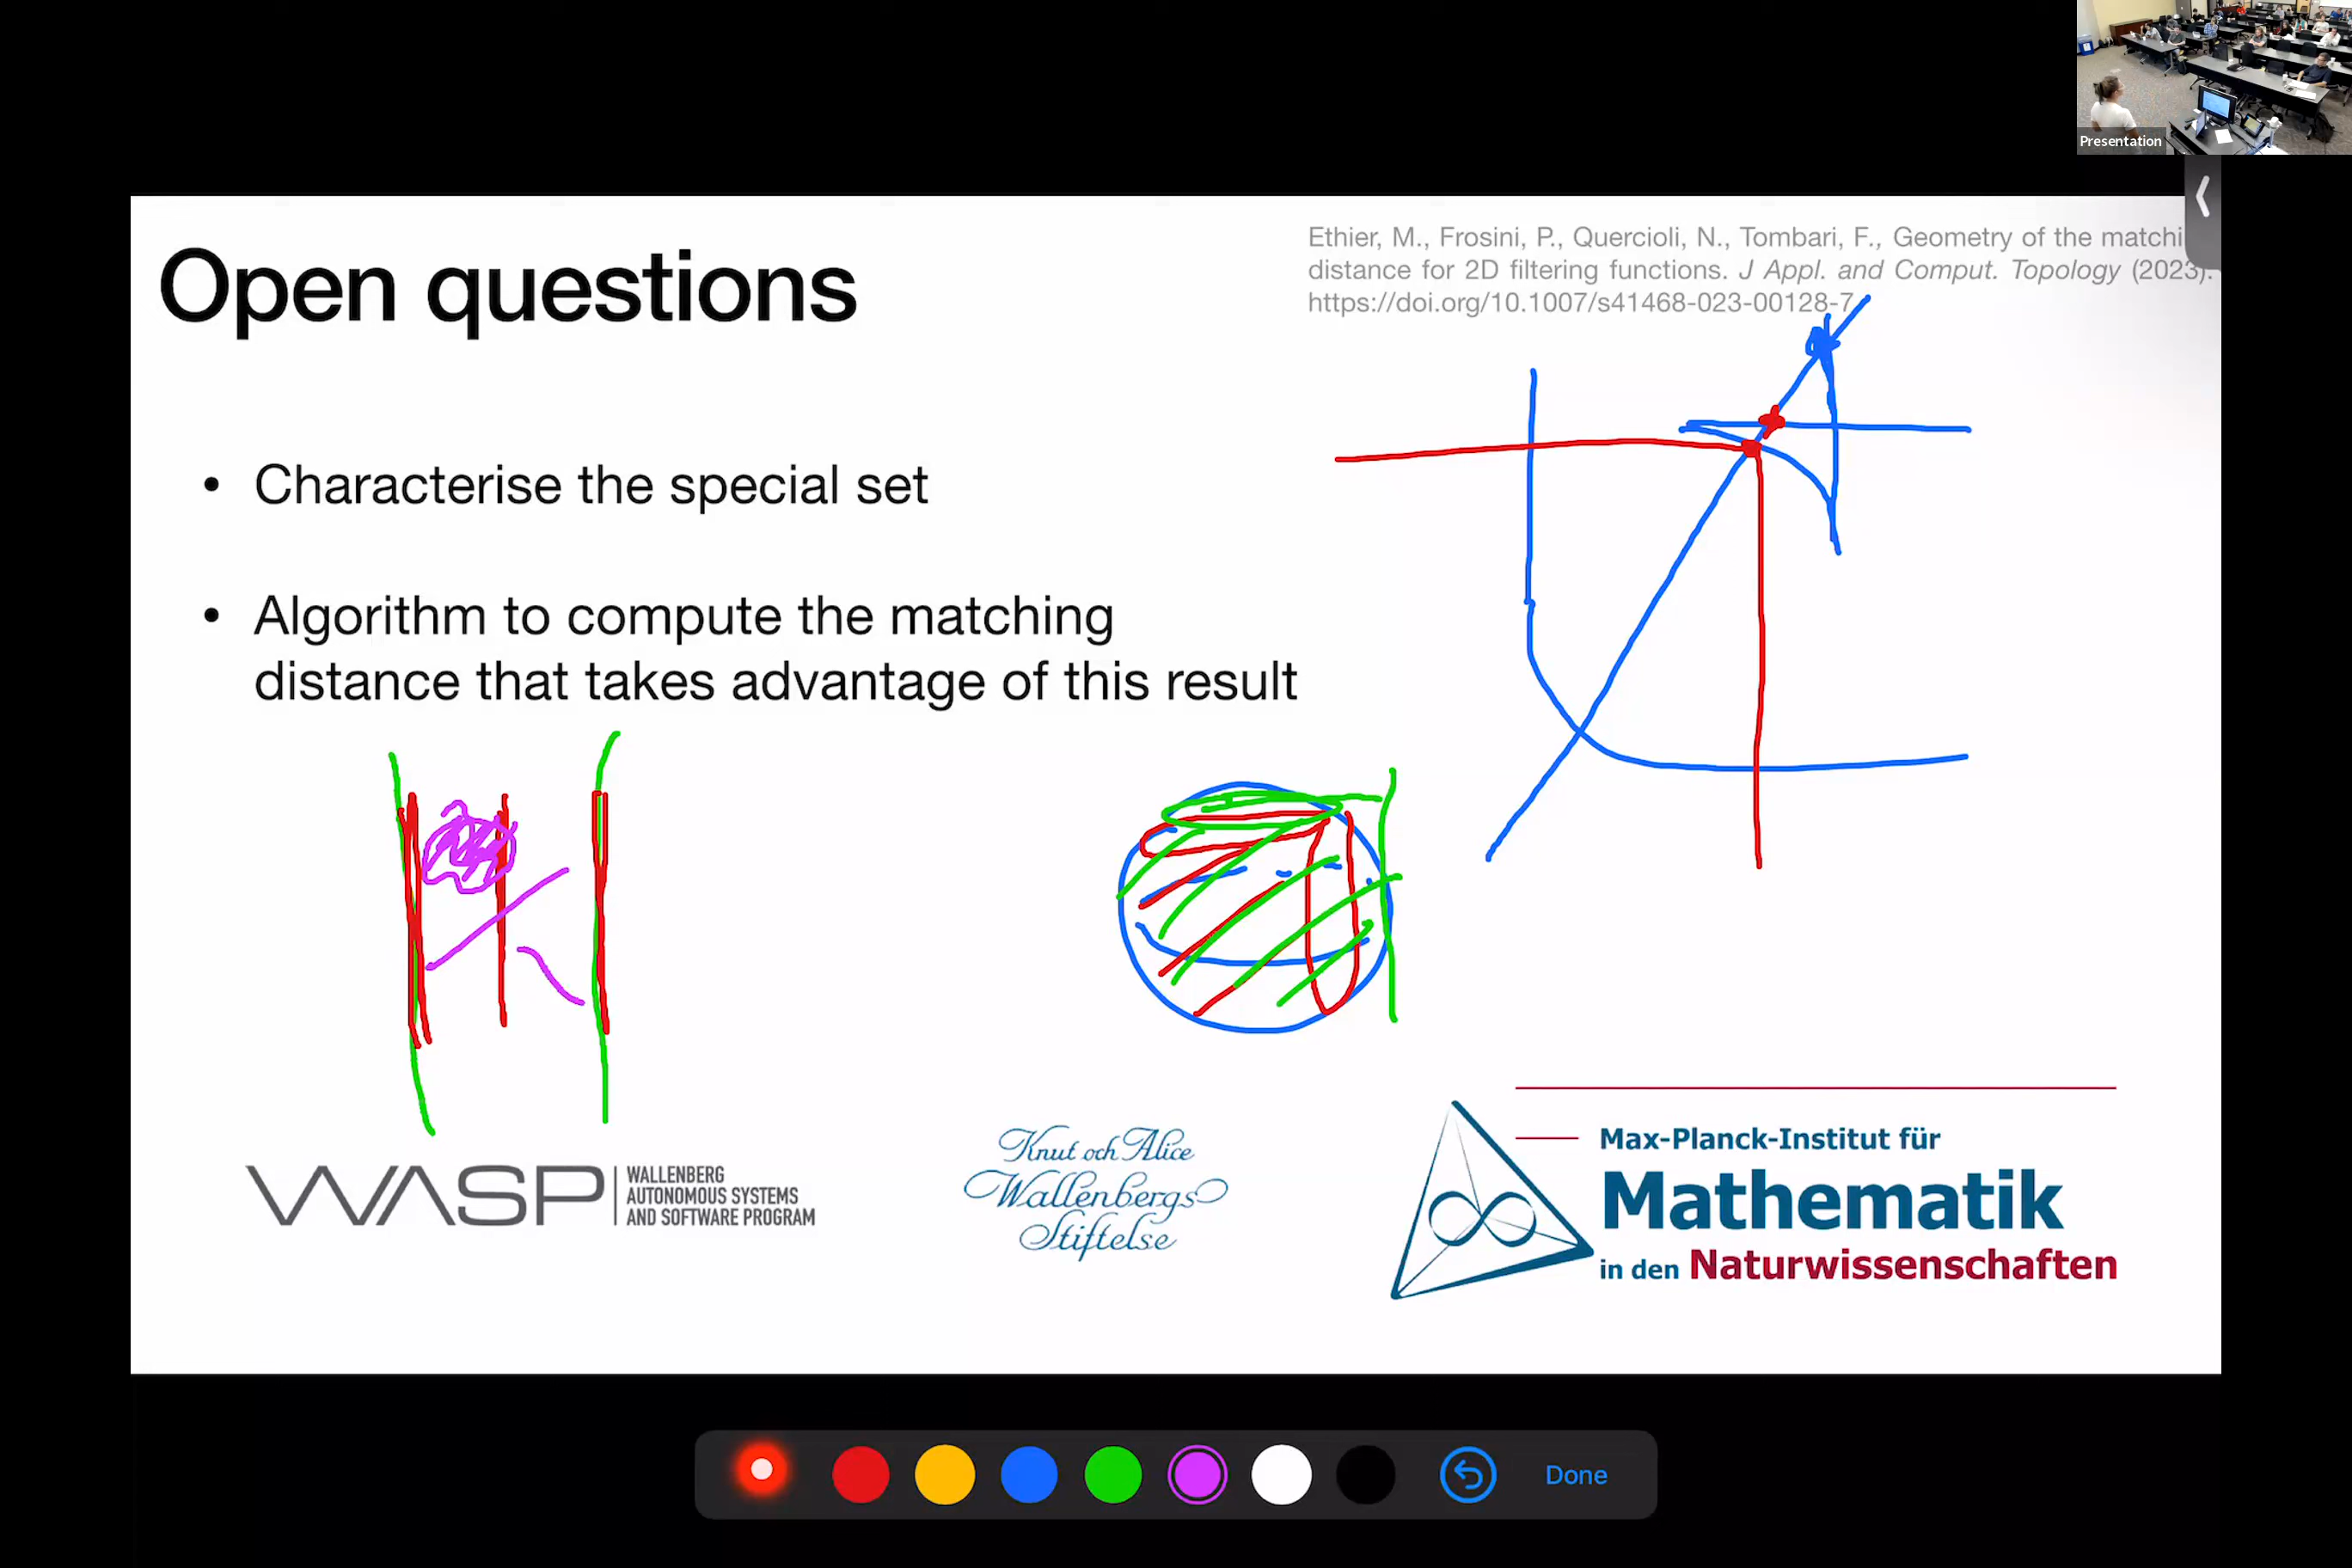 Presentation
Open questions
Ethier, M., Frosini, P., Quercioli, N., Tombari, F., Geometry of the matchi
distance for 2D filtering functions. J Appl. and Comput. Topology (2023).
https://doi.org/10.1007/s41468-023-00128-7
• Characterise the special set
• Algorithm to compute the matching
distance that takes advantage of this result
WASP
WALLENBERG
AUTONOMOUS SYSTEMS
AND SOFTWARE PROGRAM
Knut och Alice
Wallenbergs
Stiftelse
Max-Planck-Institut für
Mathematik
in den Naturwissenschaften
Done